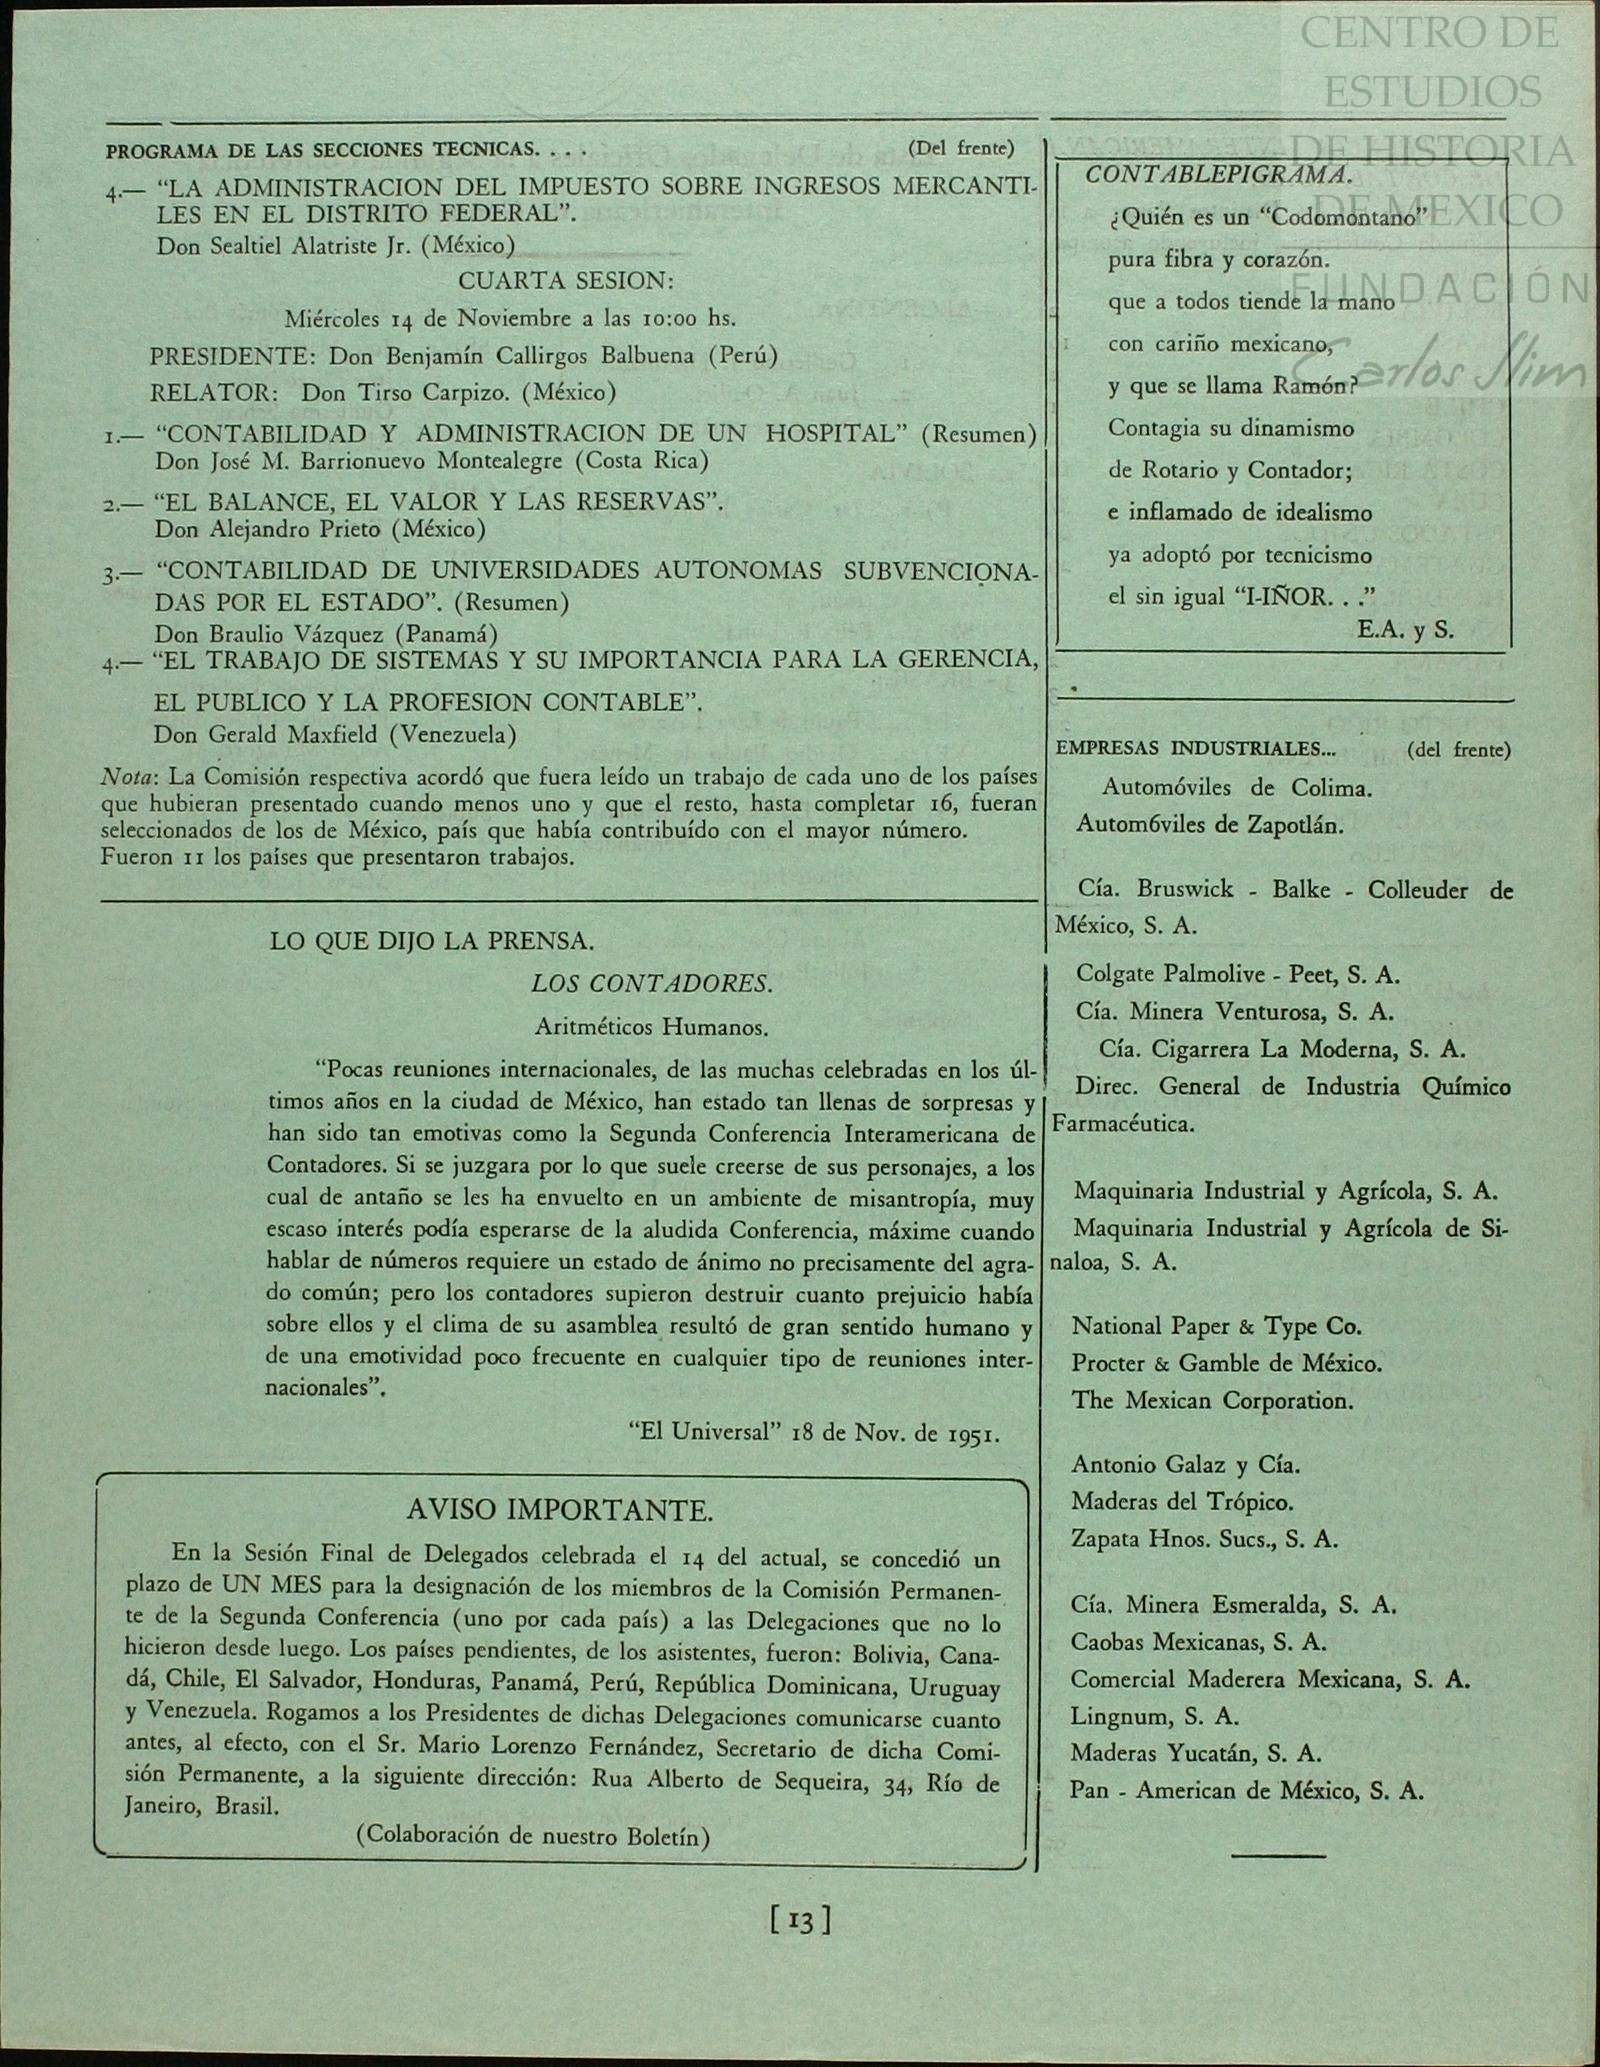 CENTRO DE
ESTUDIOS
DE HISTORIA
DE MEXICO
FUNDACIÓN
Carlos Slim
PROGRAMA DE LAS SECCIONES TECNICAS. . . . (Del frente)
4.— “LA ADMINISTRACION DEL IMPUESTO SOBRE INGRESOS MERCANTI-
LES EN EL DISTRITO FEDERAL”.
Don Sealtiel Alatriste Jr. (México)
CUARTA SESION:
Miércoles 14 de Noviembre a las 10:00 hs.
PRESIDENTE: Don Benjamín Callirgos Balbuena (Perú)
RELATOR: Don Tirso Carpizo. (México)
1.— “CONTABILIDAD Y ADMINISTRACION DE UN HOSPITAL” (Resumen)
Don José M. Barrionuevo Montealegre (Costa Rica)
2.— “EL BALANCE, EL VALOR Y LAS RESERVAS”.
Don Alejandro Prieto (México)
3.— “CONTABILIDAD DE UNIVERSIDADES AUTONOMAS SUBVENCIONA-
DAS POR EL ESTADO”. (Resumen)
Don Braulio Vázquez (Panamá)
4.— “EL TRABAJO DE SISTEMAS Y SU IMPORTANCIA PARA LA GERENCIA,
EL PUBLICO Y LA PROFESION CONTABLE”.
Don Gerald Maxfield (Venezuela)
Nota: La Comisión respectiva acordó que fuera leído un trabajo de cada uno de los países
que hubieran presentado cuando menos uno y que el resto, hasta completar 16, fueran
seleccionados de los de México, país que había contribuído con el mayor número.
Fueron 11 los países que presentaron trabajos.
LO QUE DIJO LA PRENSA.
LOS CONTADORES.
Aritméticos Humanos.
“Pocas reuniones internacionales, de las muchas celebradas en los úl-
timos años en la ciudad de México, han estado tan llenas de sorpresas y
han sido tan emotivas como la Segunda Conferencia Interamericana de
Contadores. Si se juzgara por lo que suele creerse de sus personajes, a los
cual de antaño se les ha envuelto en un ambiente de misantropía, muy
escaso interés podía esperarse de la aludida Conferencia, máxime cuando
hablar de números requiere un estado de ánimo no precisamente del agra-
do común; pero los contadores supieron destruir cuanto prejuicio había
sobre ellos y el clima de su asamblea resultó de gran sentido humano y
de una emotividad poco frecuente en cualquier tipo de reuniones inter-
nacionales”.
“El Universal” 18 de Nov. de 1951.
AVISO IMPORTANTE.
En la Sesión Final de Delegados celebrada el 14 del actual, se concedió un
plazo de UN MES para la designación de los miembros de la Comisión Permanen-
te de la Segunda Conferencia (uno por cada país) a las Delegaciones que no lo
hicieron desde luego. Los países pendientes, de los asistentes, fueron: Bolivia, Cana-
dá, Chile, El Salvador, Honduras, Panamá, Perú, República Dominicana, Uruguay
y Venezuela. Rogamos a los Presidentes de dichas Delegaciones comunicarse cuanto
antes, al efecto, con el Sr. Mario Lorenzo Fernández, Secretario de dicha Comi-
sión Permanente, a la siguiente dirección: Rua Alberto de Sequeira, 34, Río de
Janeiro, Brasil.
(Colaboración de nuestro Boletín)
CONTABLEPIGRAMA.
¿Quién es un “Codomontano”
pura fibra y corazón.
que a todos tiende la mano
con cariño mexicano,
y que se llama Ramón?
Contagia su dinamismo
de Rotario y Contador;
e inflamado de idealismo
ya adoptó por tecnicismo
el sin igual “I-IÑOR. . .”
E.A. y S.
EMPRESAS INDUSTRIALES... (del frente)
Automóviles de Colima.
Automóviles de Zapotlán.
Cía. Bruswick - Balke - Colleuder de
México, S. A.
Colgate Palmolive - Peet, S. A.
Cía. Minera Venturosa, S. A.
Cía. Cigarrera La Moderna, S. A.
Direc. General de Industria Químico
Farmacéutica.
Maquinaria Industrial y Agrícola, S. A.
Maquinaria Industrial y Agrícola de Si-
naloa, S. A.
National Paper & Type Co.
Procter & Gamble de México.
The Mexican Corporation.
Antonio Galaz y Cía.
Maderas del Trópico.
Zapata Hnos. Sucs., S. A.
Cía. Minera Esmeralda, S. A.
Caobas Mexicanas, S. A.
Comercial Maderera Mexicana, S. A.
Lingnum, S. A.
Maderas Yucatán, S. A.
Pan - American de México, S. A.
[ 13 ]